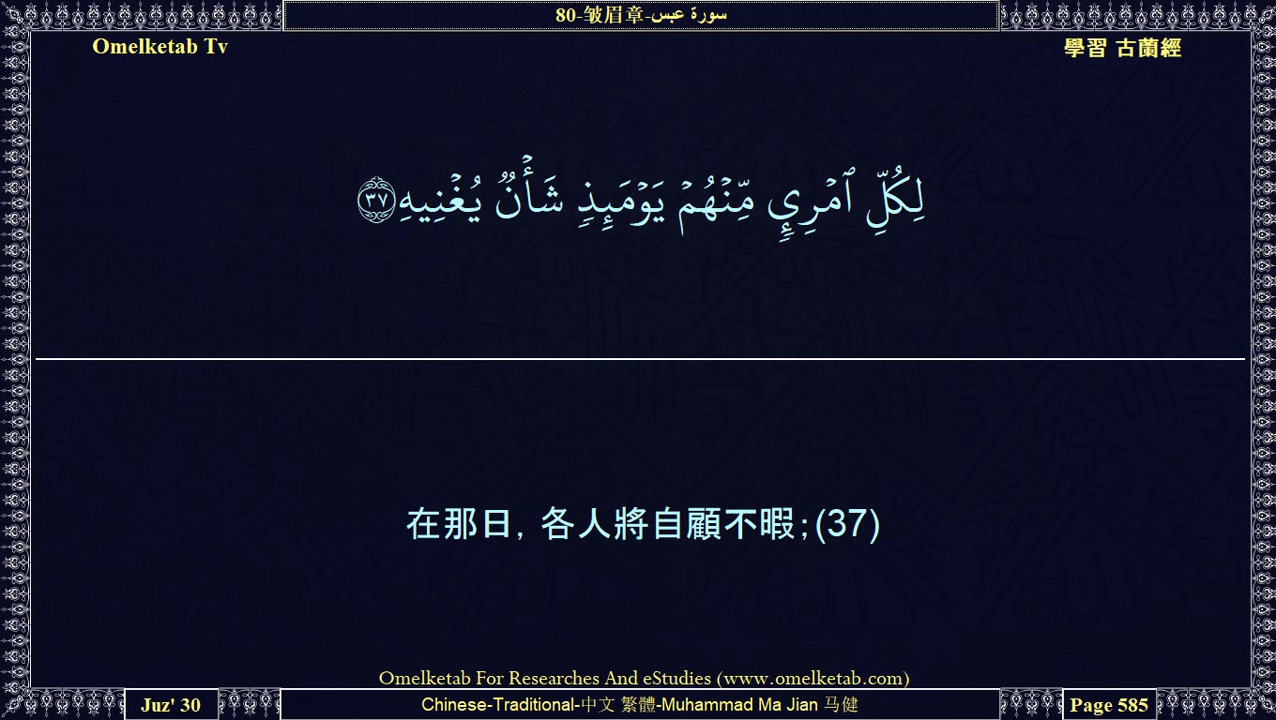 80-皱眉章-سورة عبس
Omelketab Tv
學習 古蘭經
لِكُلِّ ٱمۡرِيٕٖ مِّنۡهُمۡ يَوۡمَئِذٖ شَأۡنٞ يُغۡنِيهِ ٣٧
在那日，各人將自顧不暇；(37)
Omelketab For Researches And eStudies (www.omelketab.com)
Juz' 30
Chinese-Traditional-中文 繁體-Muhammad Ma Jian 马健
Page 585